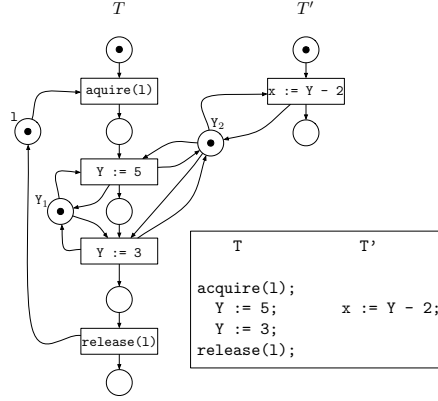 T T'
aquire(l)
x := Y - 2
l
Y₂
Y := 5
Y₁
Y := 3
release(l)
T T'
acquire(l);
Y := 5; x := Y - 2;
Y := 3;
release(l);